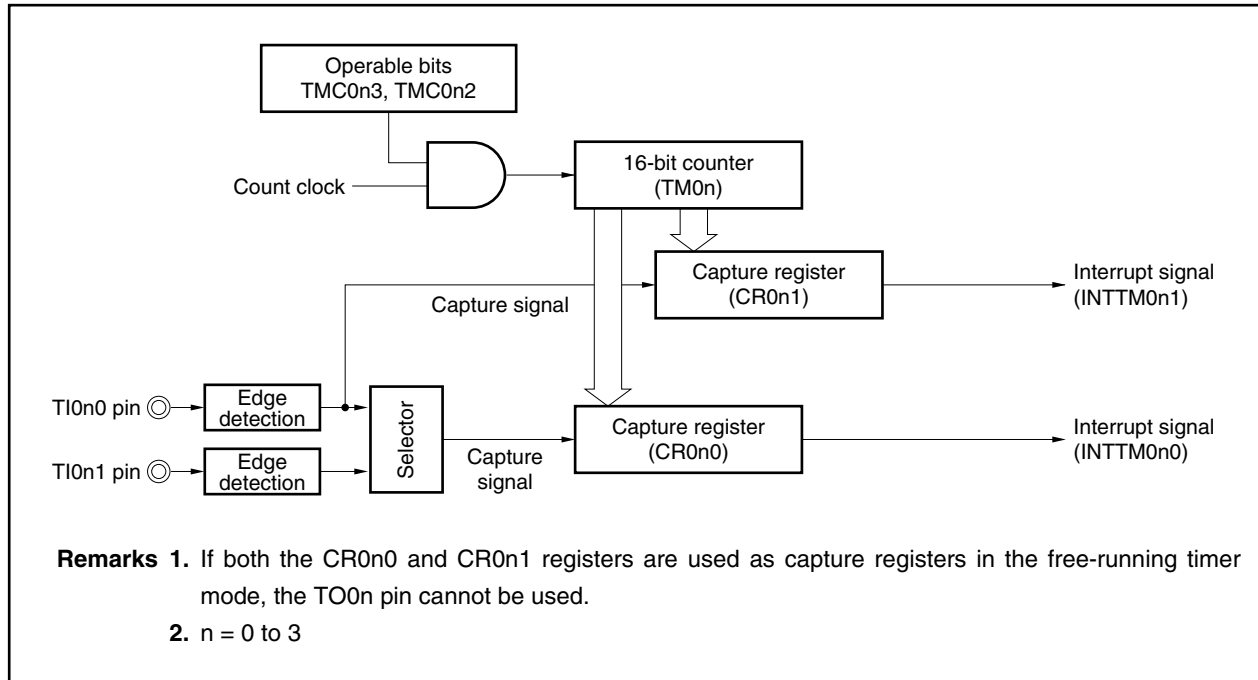 Operable bits
TMC0n3, TMC0n2
Count clock
16-bit counter
(TM0n)
Capture register
(CR0n1)
Interrupt signal
(INTTM0n1)
Capture signal
TI0n0 pin
Edge
detection
Selector
TI0n1 pin
Edge
detection
Capture
signal
Capture register
(CR0n0)
Interrupt signal
(INTTM0n0)
Remarks 1. If both the CR0n0 and CR0n1 registers are used as capture registers in the free-running timer
mode, the TO0n pin cannot be used.
2. n = 0 to 3